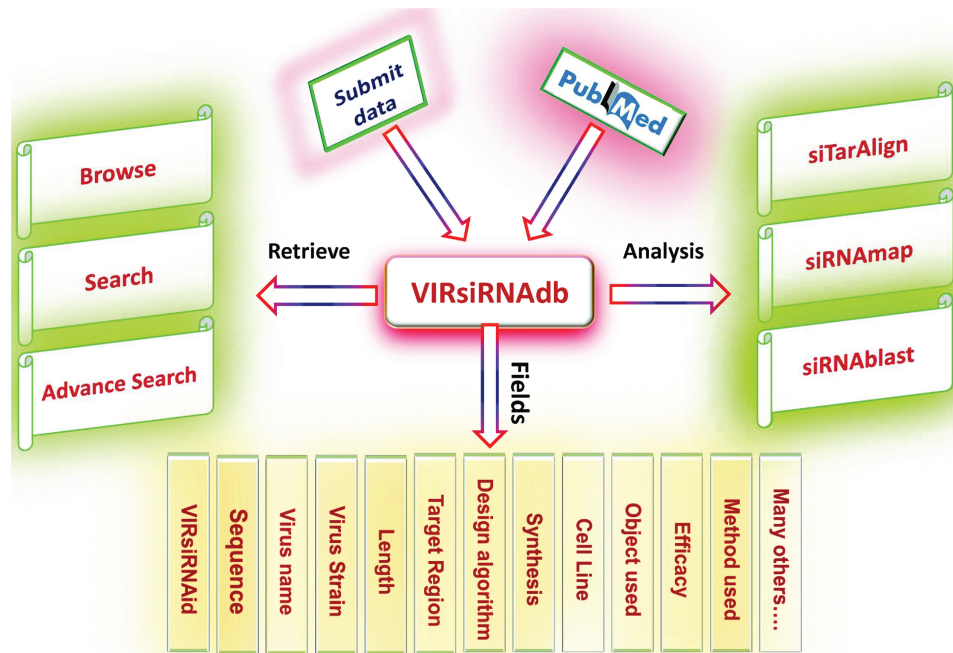 Submit
data
PubMed
Browse
Search
Advance Search
Retrieve
VIRsiRNAdb
Analysis
siTarAlign
siRNAmap
siRNAblast
Fields
VIRsiRNAid
Sequence
Virus name
Virus Strain
Length
Target Region
Design algorithm
Synthesis
Cell Line
Object used
Efficacy
Method used
Many others....